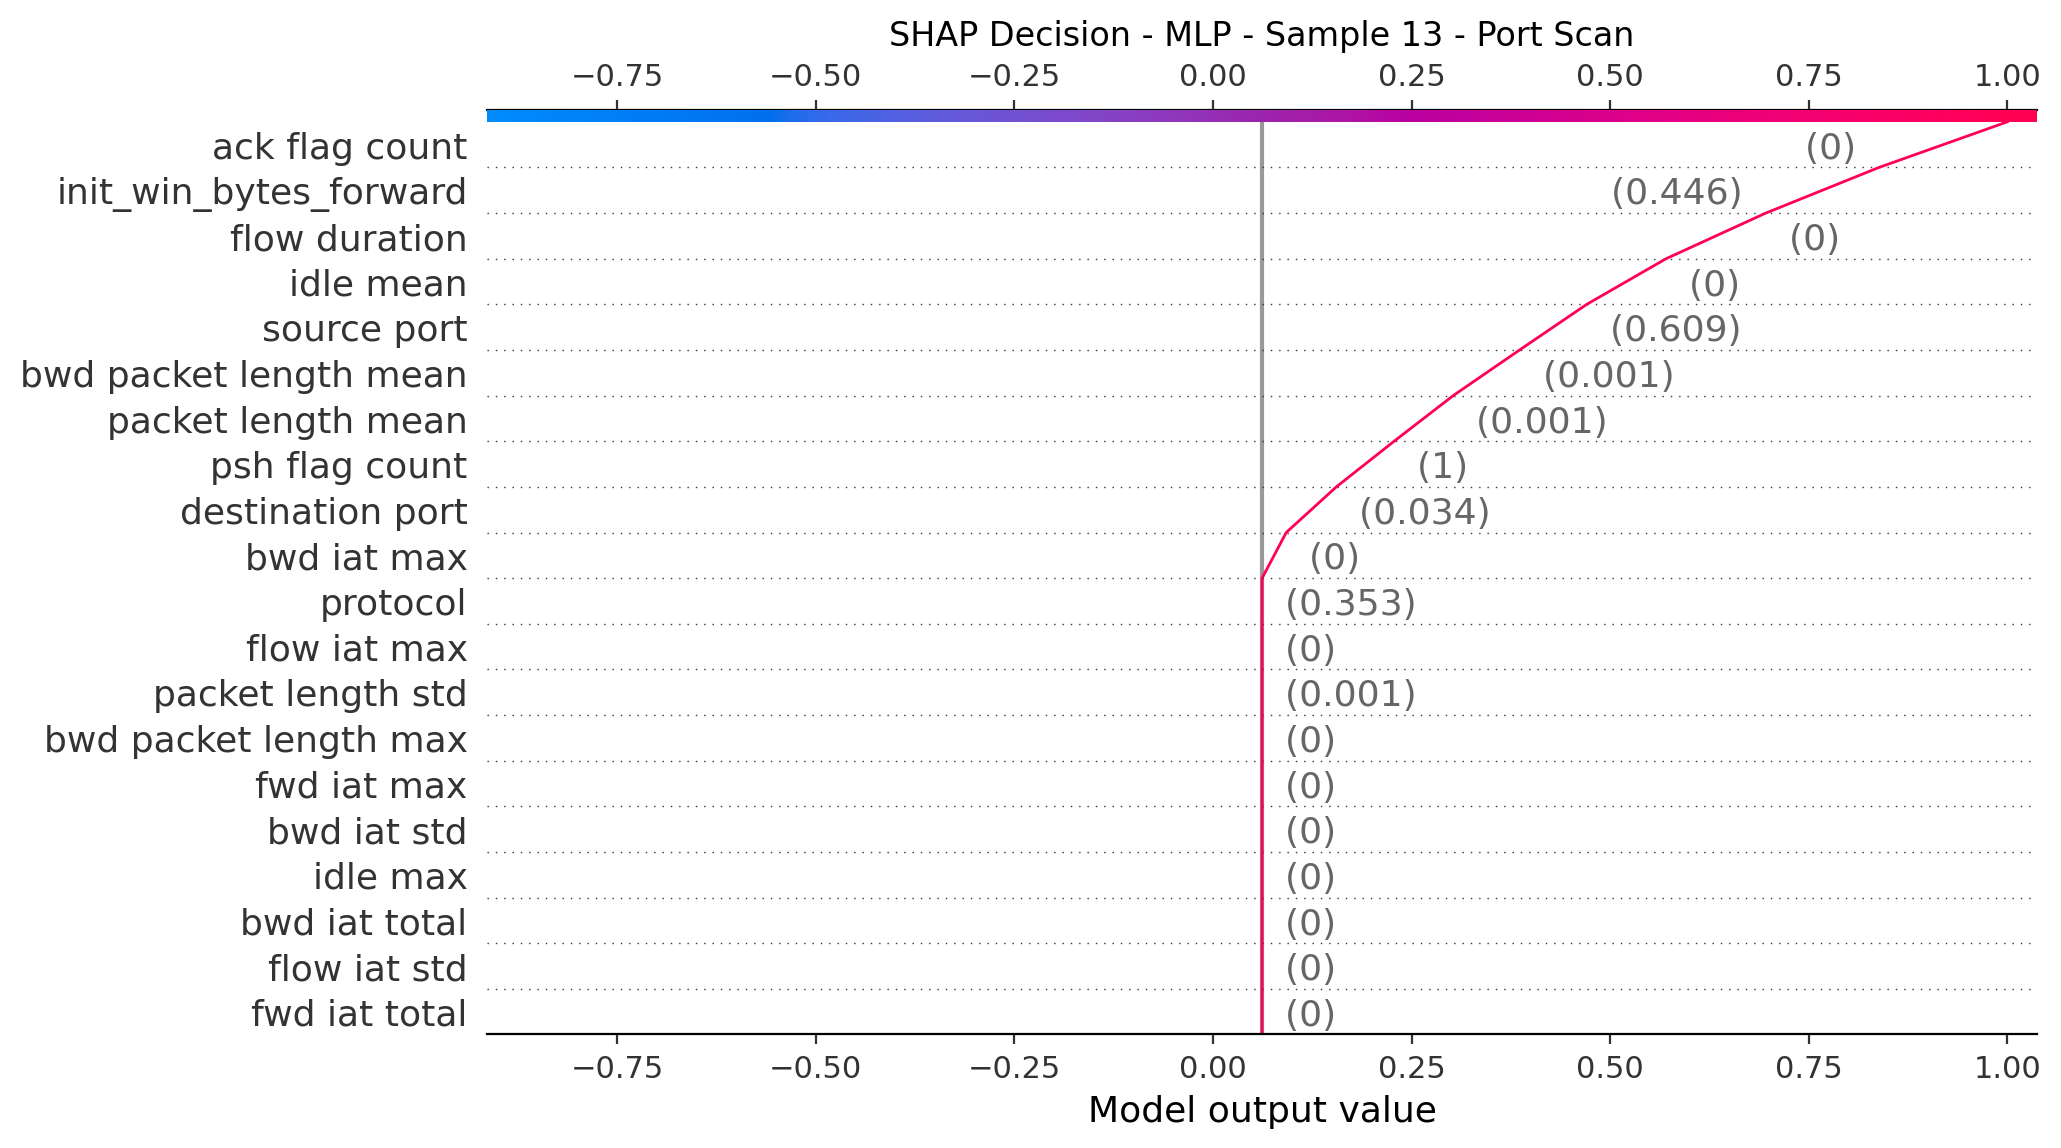 SHAP Decision - MLP - Sample 13 - Port Scan
−0.75 −0.50 −0.25 0.00 0.25 0.50 0.75 1.00
ack flag count (0)
init_win_bytes_forward (0.446)
flow duration (0)
idle mean (0)
source port (0.609)
bwd packet length mean (0.001)
packet length mean (0.001)
psh flag count (1)
destination port (0.034)
bwd iat max (0)
protocol (0.353)
flow iat max (0)
packet length std (0.001)
bwd packet length max (0)
fwd iat max (0)
bwd iat std (0)
idle max (0)
bwd iat total (0)
flow iat std (0)
fwd iat total (0)
−0.75 −0.50 −0.25 0.00 0.25 0.50 0.75 1.00
Model output value